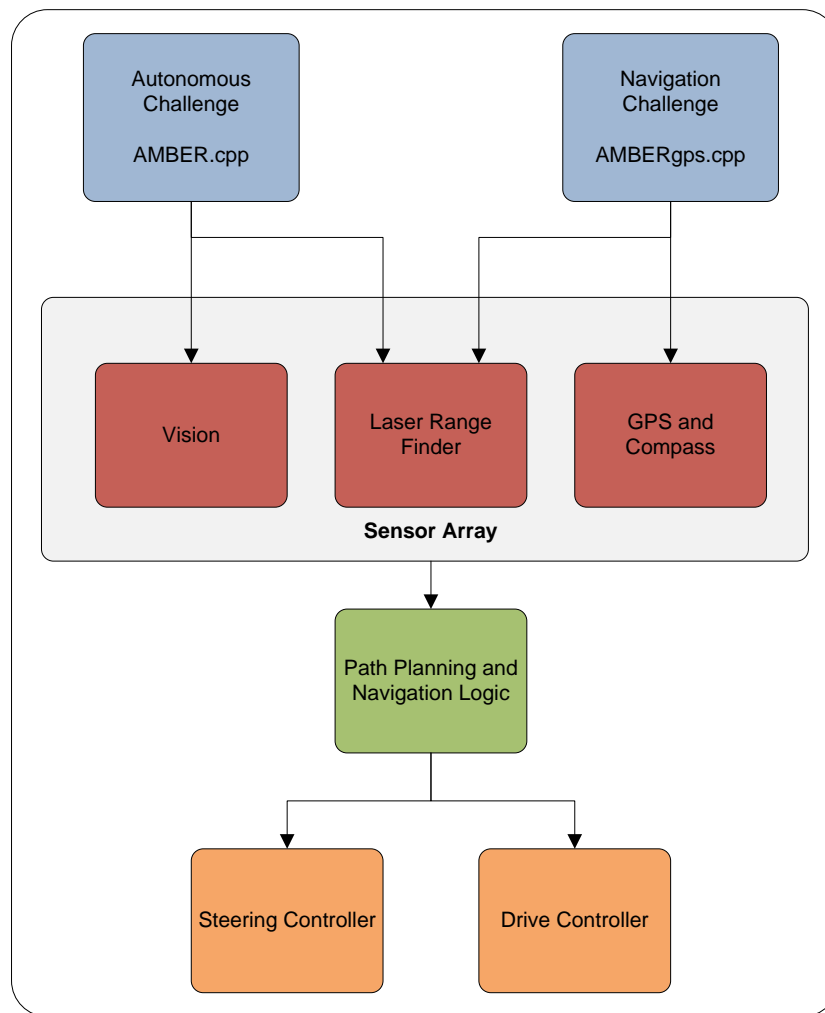 Autonomous
Challenge
AMBER.cpp
Navigation
Challenge
AMBERgps.cpp
Vision
Laser Range
Finder
GPS and
Compass
Sensor Array
Path Planning and
Navigation Logic
Steering Controller
Drive Controller